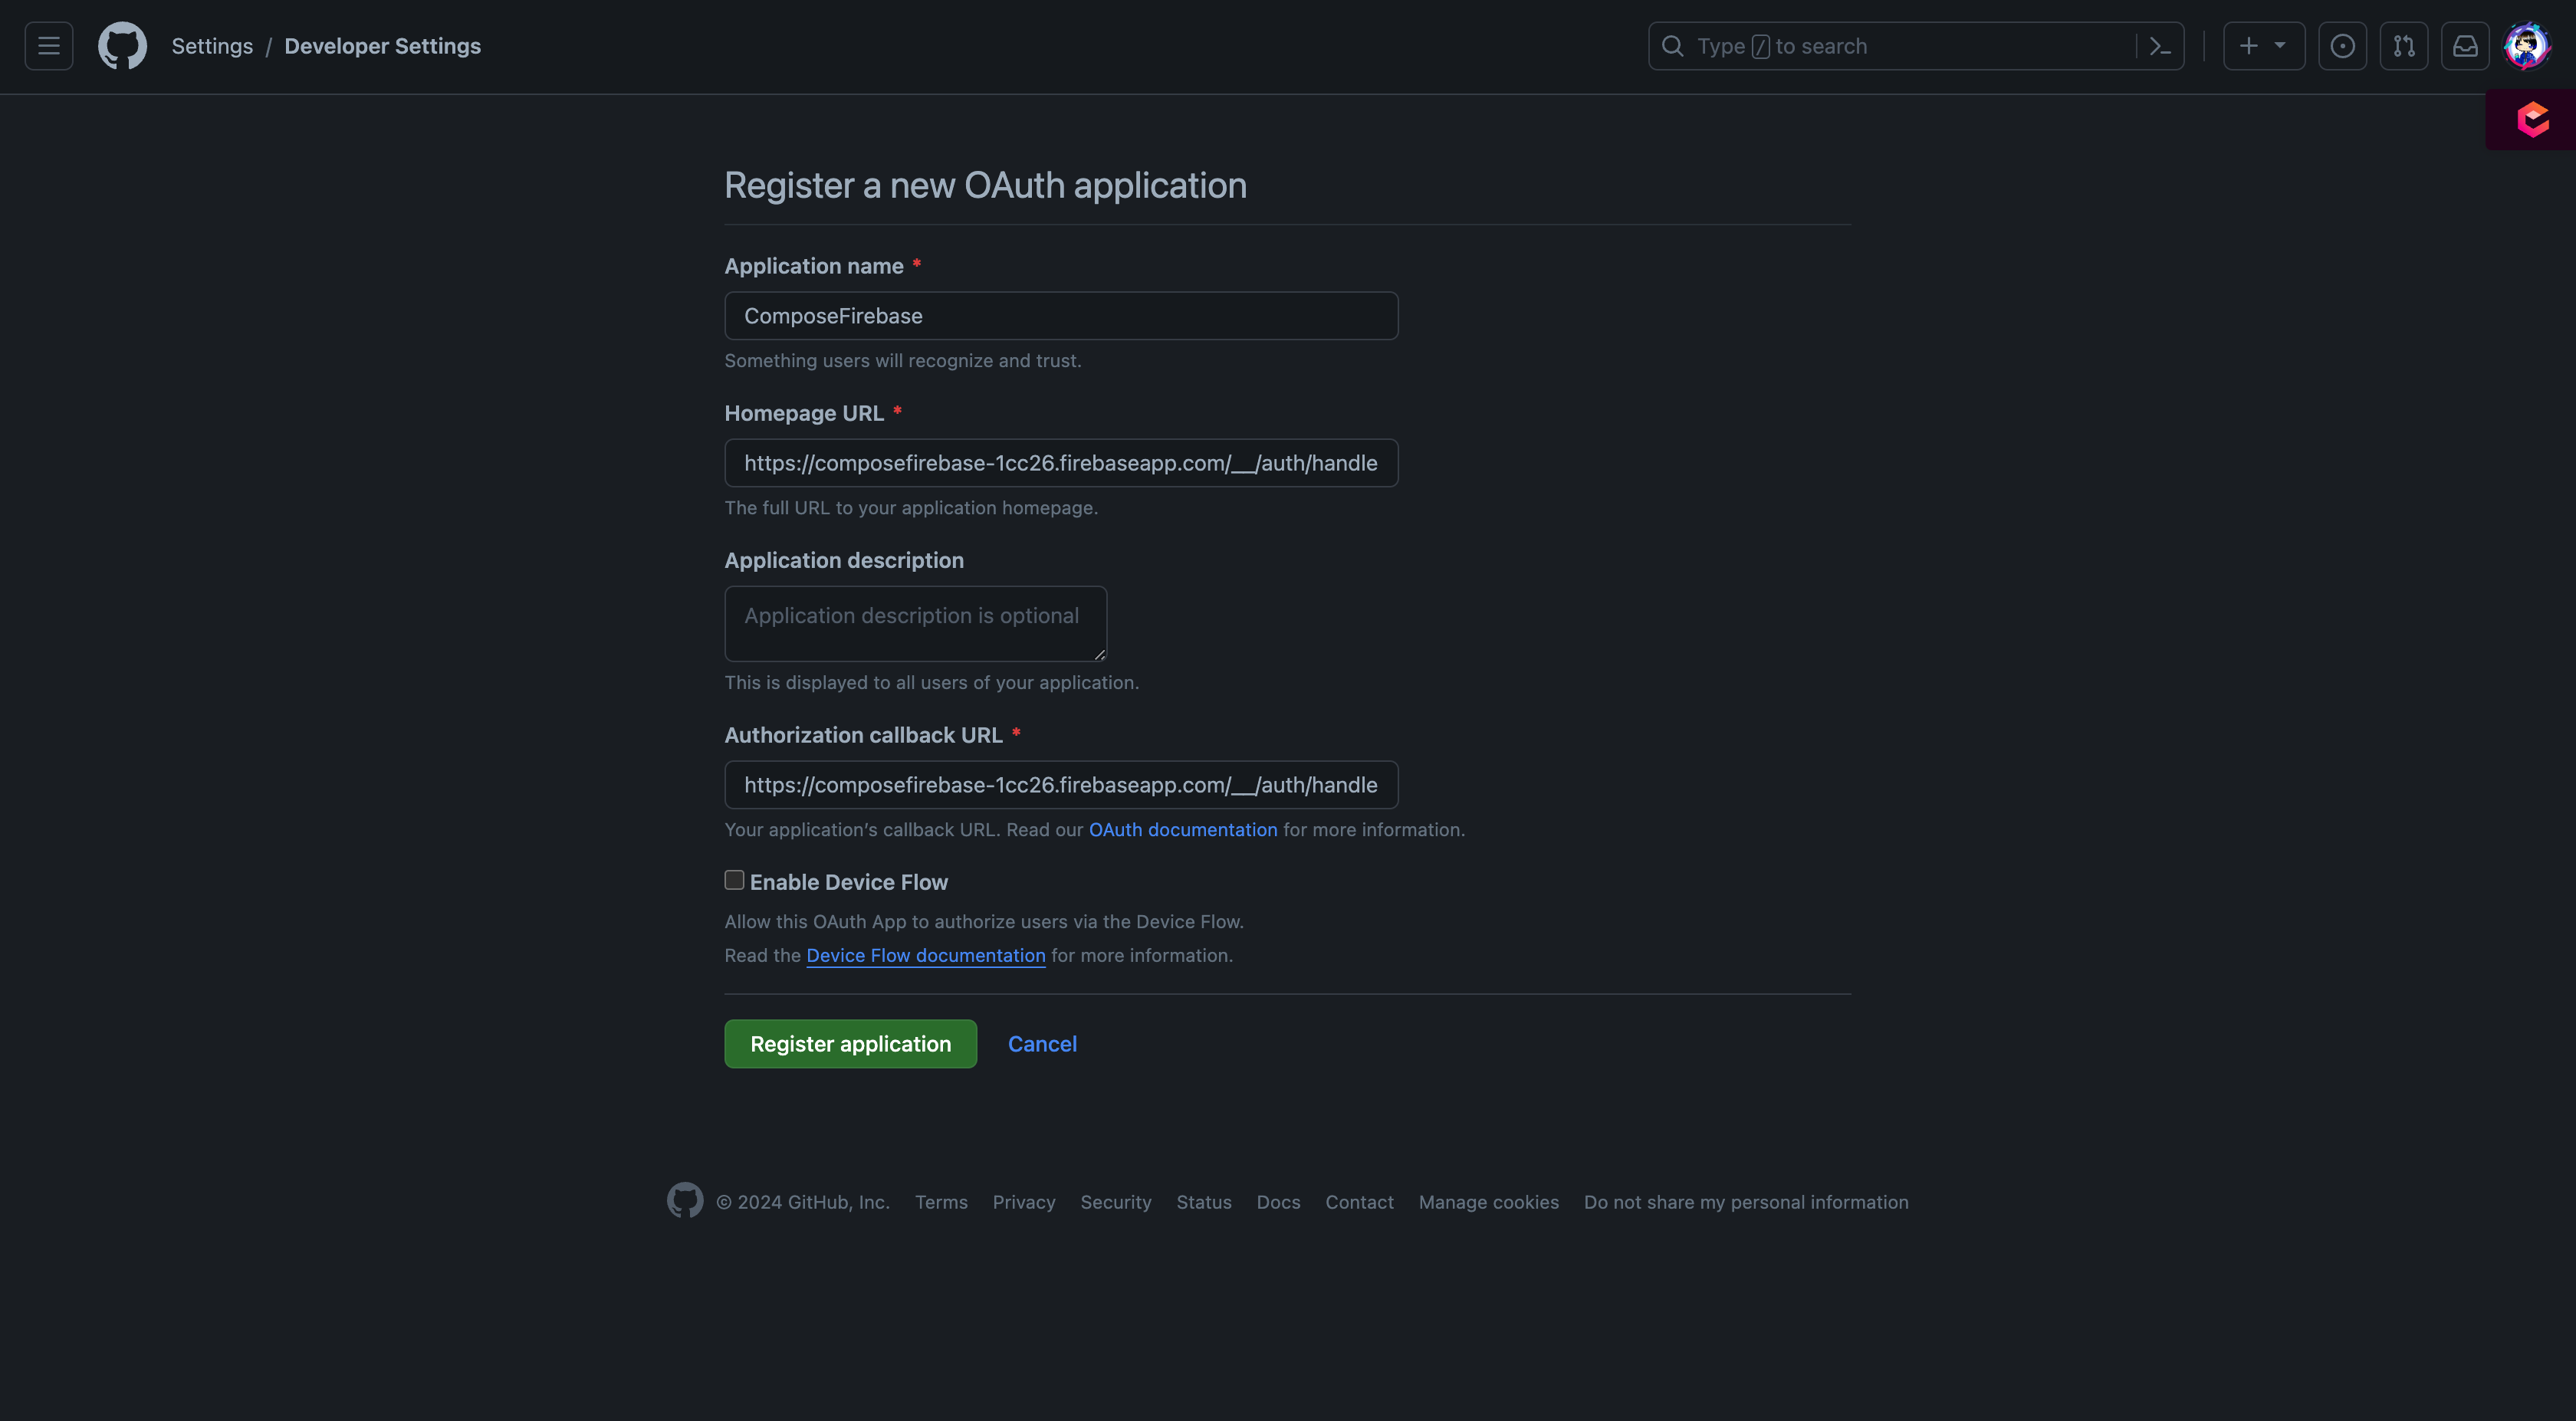 Settings / Developer Settings
Type / to search
Register a new OAuth application
Application name *
ComposeFirebase
Something users will recognize and trust.
Homepage URL *
https://composefirebase-1cc26.firebaseapp.com/__/auth/handle
The full URL to your application homepage.
Application description
Application description is optional
This is displayed to all users of your application.
Authorization callback URL *
https://composefirebase-1cc26.firebaseapp.com/__/auth/handle
Your application’s callback URL. Read our OAuth documentation for more information.
Enable Device Flow
Allow this OAuth App to authorize users via the Device Flow.
Read the Device Flow documentation for more information.
Register application Cancel
© 2024 GitHub, Inc. Terms Privacy Security Status Docs Contact Manage cookies Do not share my personal information